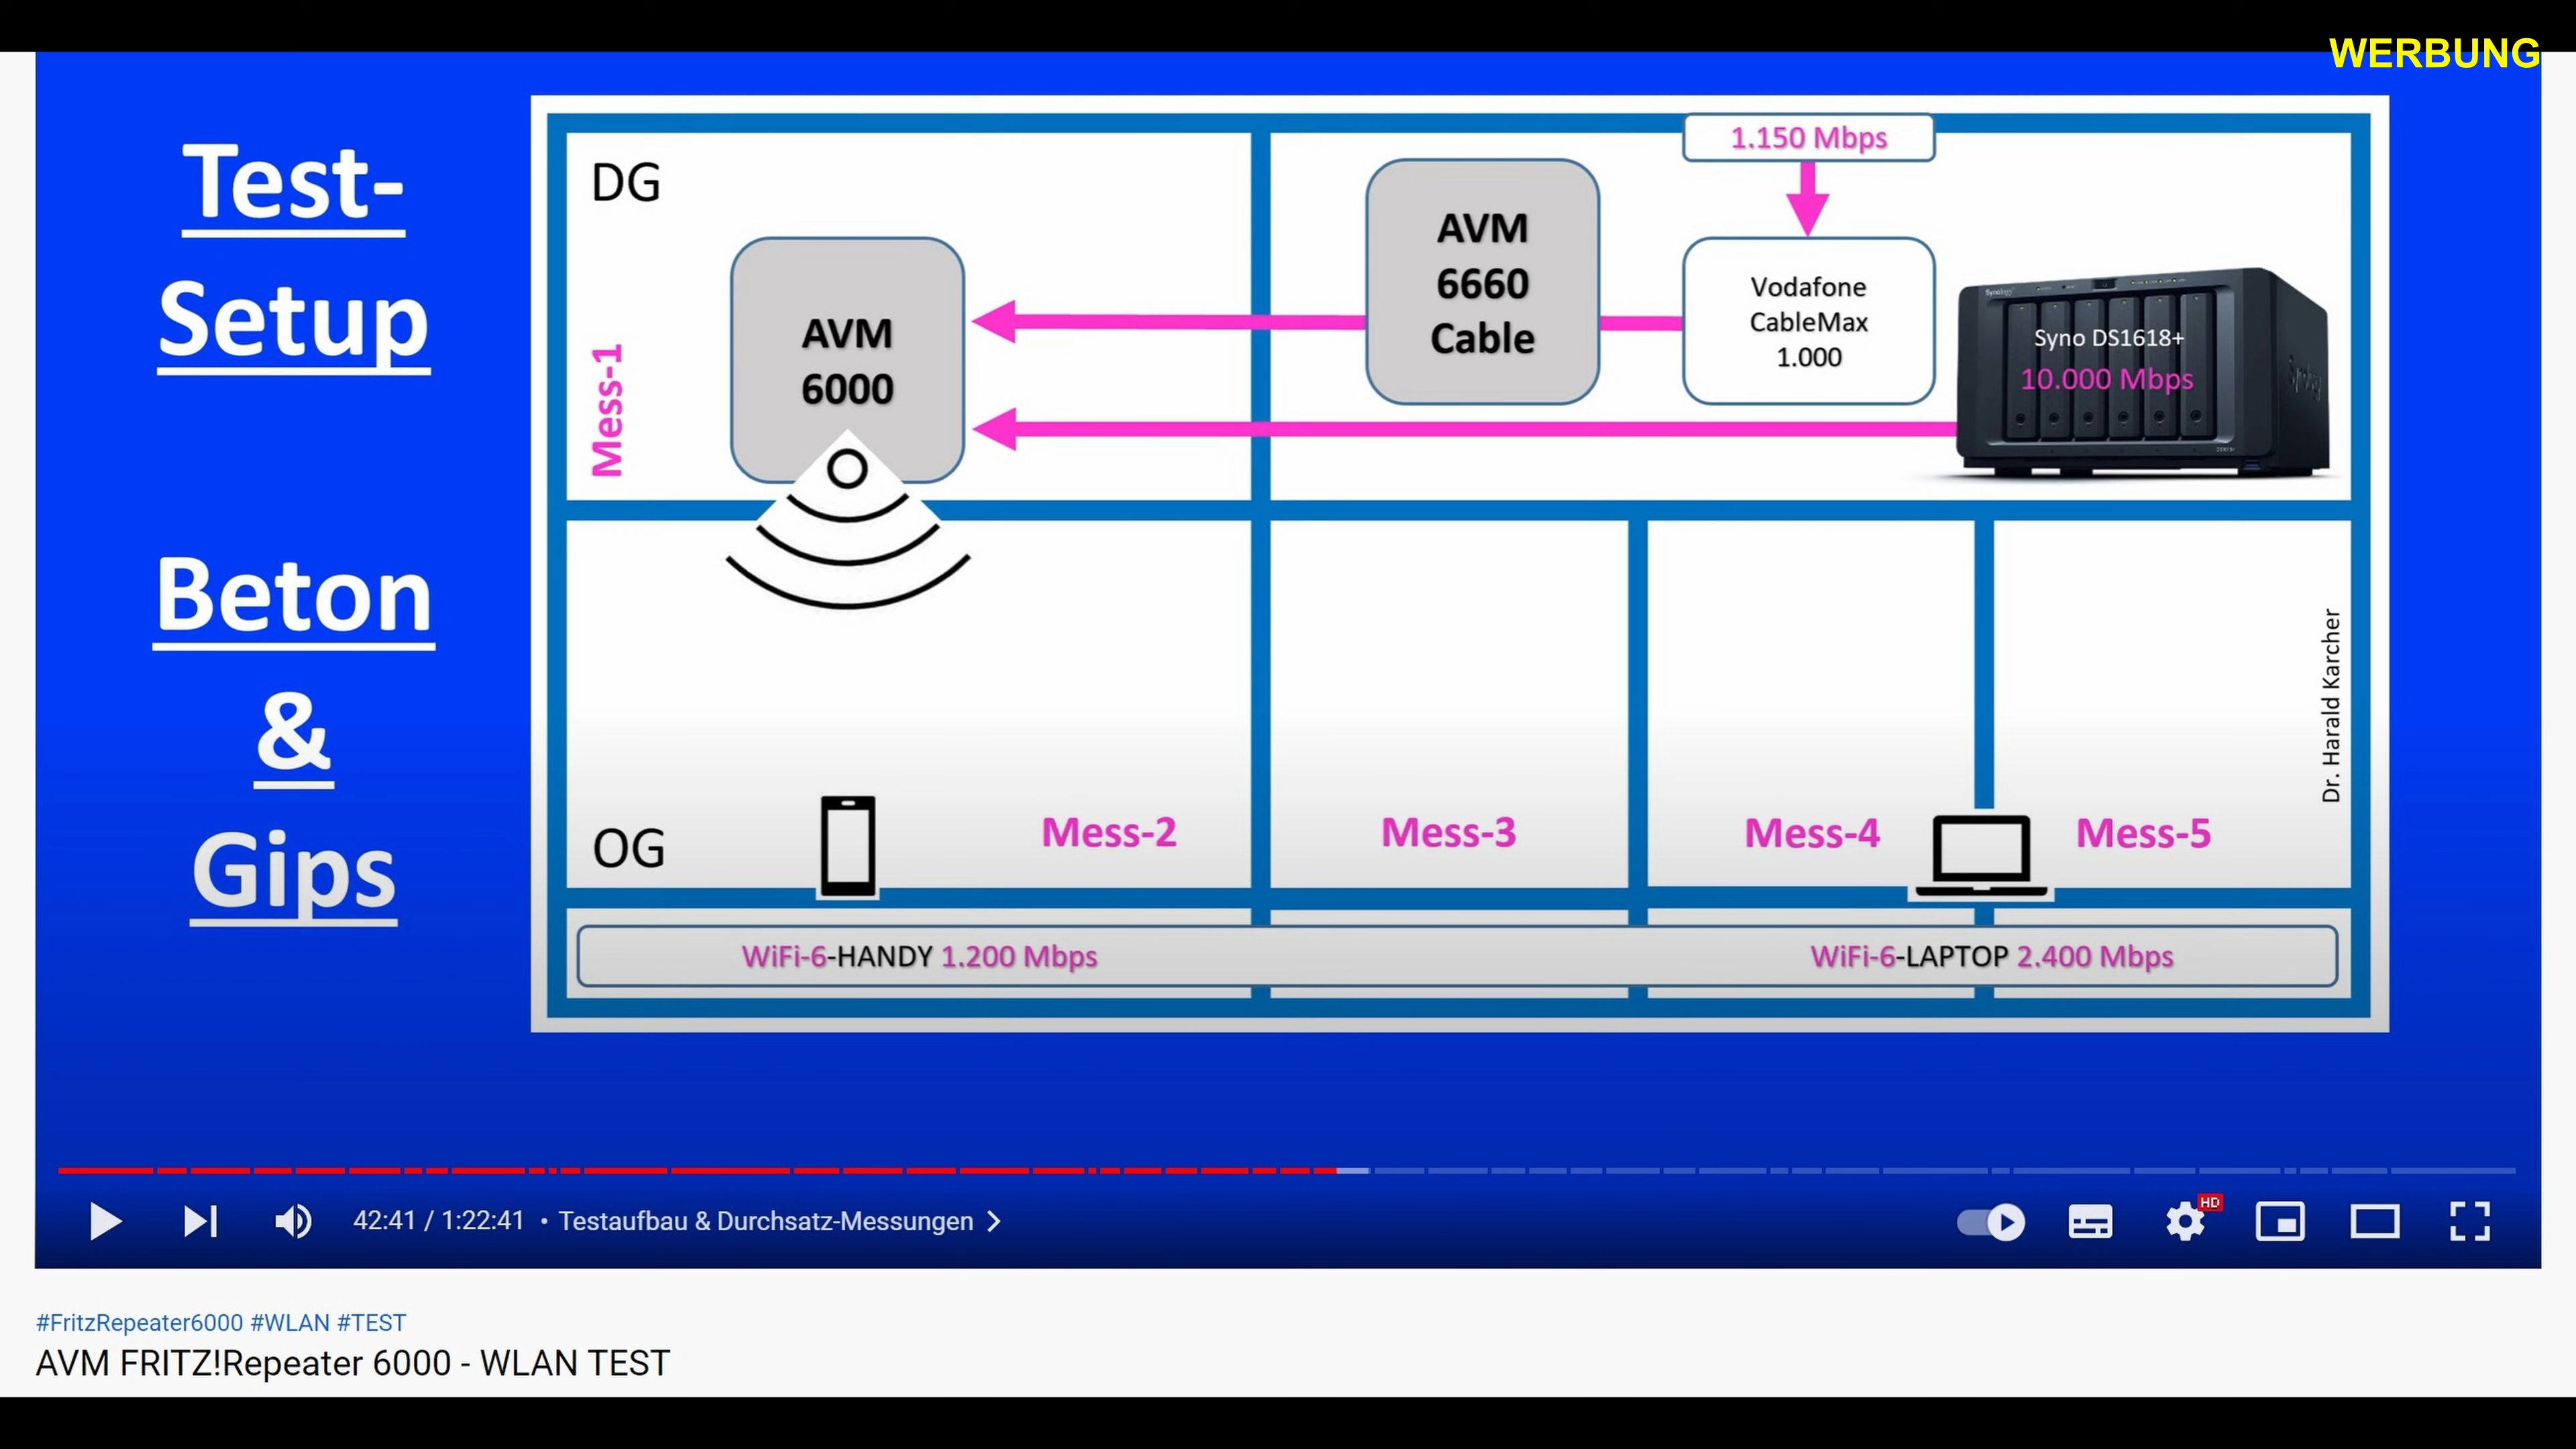 WERBUNG
Test-
Setup
Beton
&
Gips
DG
1.150 Mbps
AVM
6660
Cable
Vodafone
CableMax
1.000
AVM
6000
Syno DS1618+
10.000 Mbps
Synology
Mess-1
Dr. Harald Karcher
OG
Mess-2
Mess-3
Mess-4
Mess-5
WiFi-6-HANDY 1.200 Mbps
WiFi-6-LAPTOP 2.400 Mbps
42:41 / 1:22:41 • Testaufbau & Durchsatz-Messungen
HD
#FritzRepeater6000 #WLAN #TEST
AVM FRITZ!Repeater 6000 - WLAN TEST